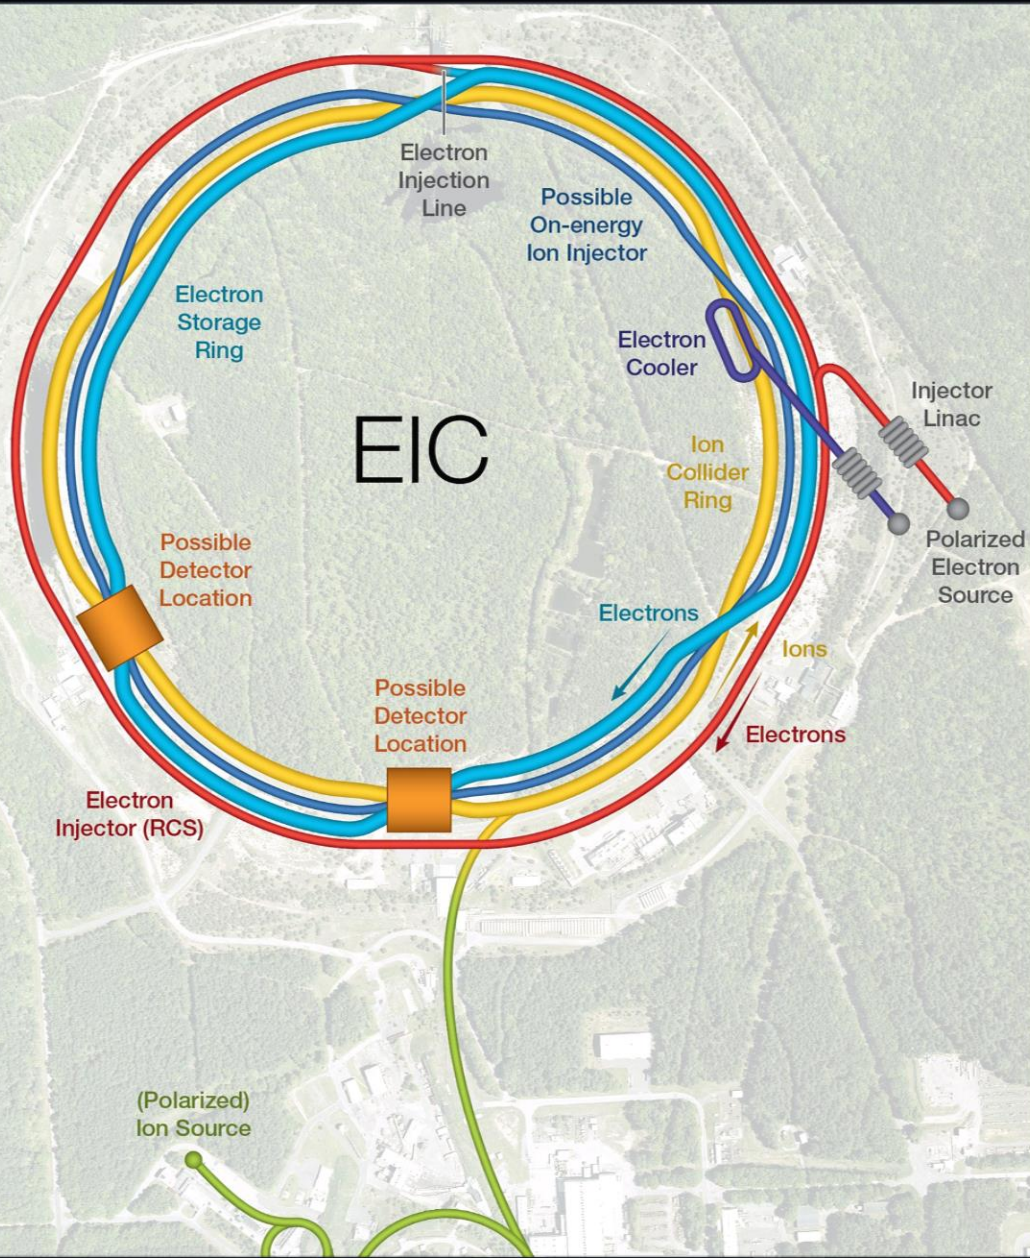 Electron
Injection
Line
Possible
On-energy
Ion Injector
Electron
Storage
Ring
Electron
Cooler
Injector
Linac
EIC
Ion
Collider
Ring
Polarized
Electron
Source
Possible
Detector
Location
Electrons
Ions
Possible
Detector
Location
Electrons
Electron
Injector (RCS)
(Polarized)
Ion Source